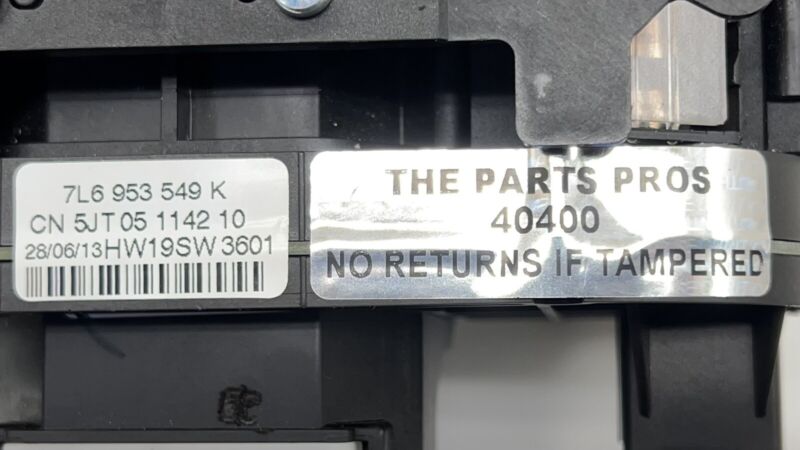 7L6 953 549 K
CN 5JT 05 1142 10
28/06/13HW19SW 3601
THE PARTS PROS
40400
NO RETURNS IF TAMPERED